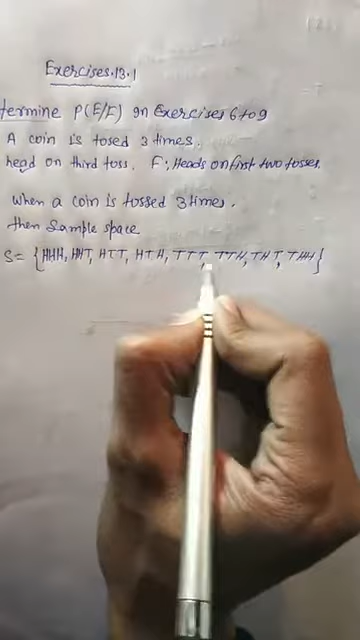 Exercises.13.1
termine P(E/F) in Exercises 6 to 9
A coin is tosed 3 times.
head on third toss. F: Heads on first two tosses.
When a coin is tossed 3 times.
then Sample space
S= {HHH, HHT, HTT, HTH, TTT, TTH, THT, THH}